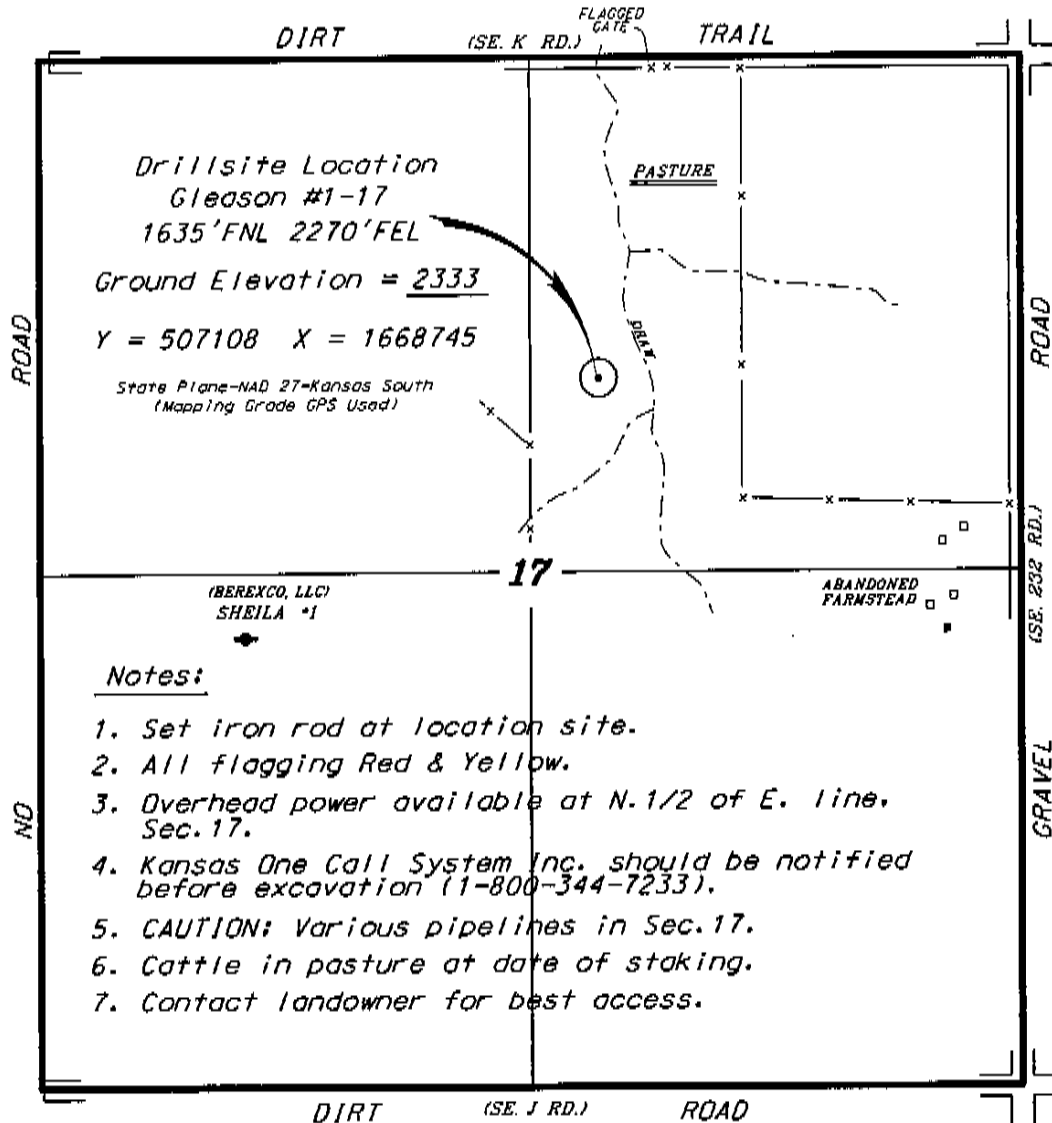 FLAGGED
GATE
DIRT (SE. K RD.) TRAIL
Drillsite Location
Gleason #1-17
1635'FNL 2270'FEL
Ground Elevation = 2333
Y = 507108 X = 1668745
State Plane-NAD 27-Kansas South
(Mapping Grade GPS Used)
PASTURE
DRAW
ROAD
ROAD
17
(BEREXCO, LLC)
SHEILA #1
ABANDONED
FARMSTEAD
(SE. 232 RD.)
Notes:
1. Set iron rod at location site.
2. All flagging Red & Yellow.
3. Overhead power available at N. 1/2 of E. line.
Sec. 17.
4. Kansas One Call System Inc. should be notified
before excavation (1-800-344-7233).
5. CAUTION: Various pipelines in Sec. 17.
6. Cattle in pasture at date of staking.
7. Contact landowner for best access.
NO
GRAVEL
DIRT (SE. J RD.) ROAD